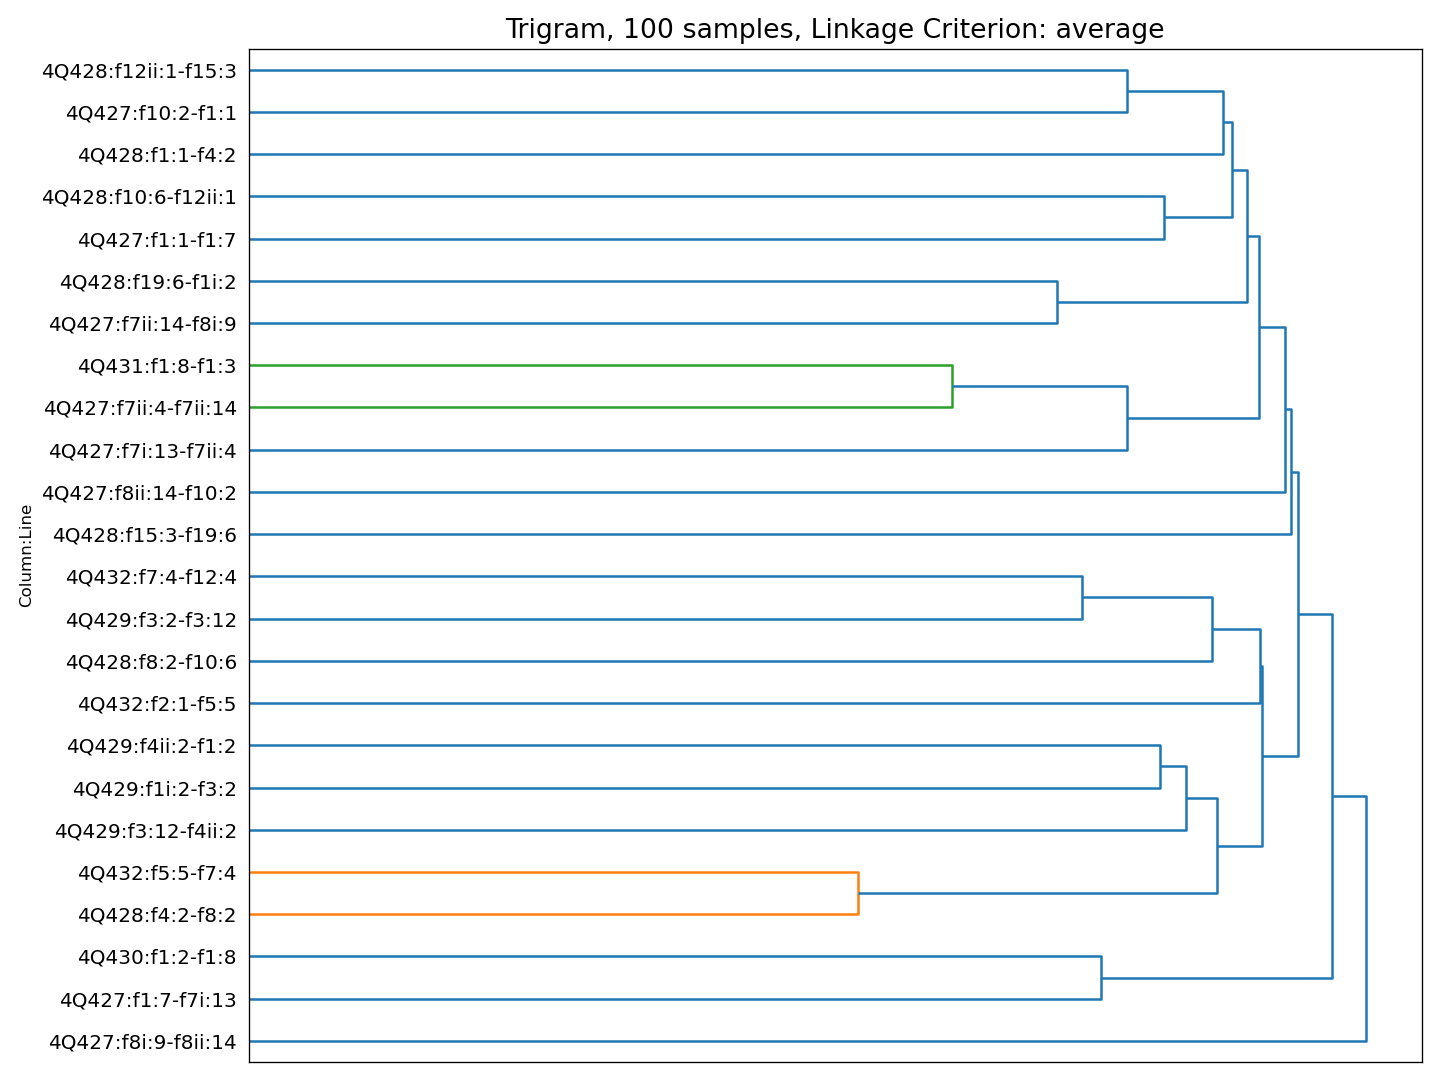 Trigram, 100 samples, Linkage Criterion: average
4Q428:f12ii:1-f15:3
4Q427:f10:2-f1:1
4Q428:f1:1-f4:2
4Q428:f10:6-f12ii:1
4Q427:f1:1-f1:7
4Q428:f19:6-f1i:2
4Q427:f7ii:14-f8i:9
4Q431:f1:8-f1:3
4Q427:f7ii:4-f7ii:14
4Q427:f7i:13-f7ii:4
4Q427:f8ii:14-f10:2
4Q428:f15:3-f19:6
4Q432:f7:4-f12:4
4Q429:f3:2-f3:12
4Q428:f8:2-f10:6
4Q432:f2:1-f5:5
4Q429:f4ii:2-f1:2
4Q429:f1i:2-f3:2
4Q429:f3:12-f4ii:2
4Q432:f5:5-f7:4
4Q428:f4:2-f8:2
4Q430:f1:2-f1:8
4Q427:f1:7-f7i:13
4Q427:f8i:9-f8ii:14
Column:Line